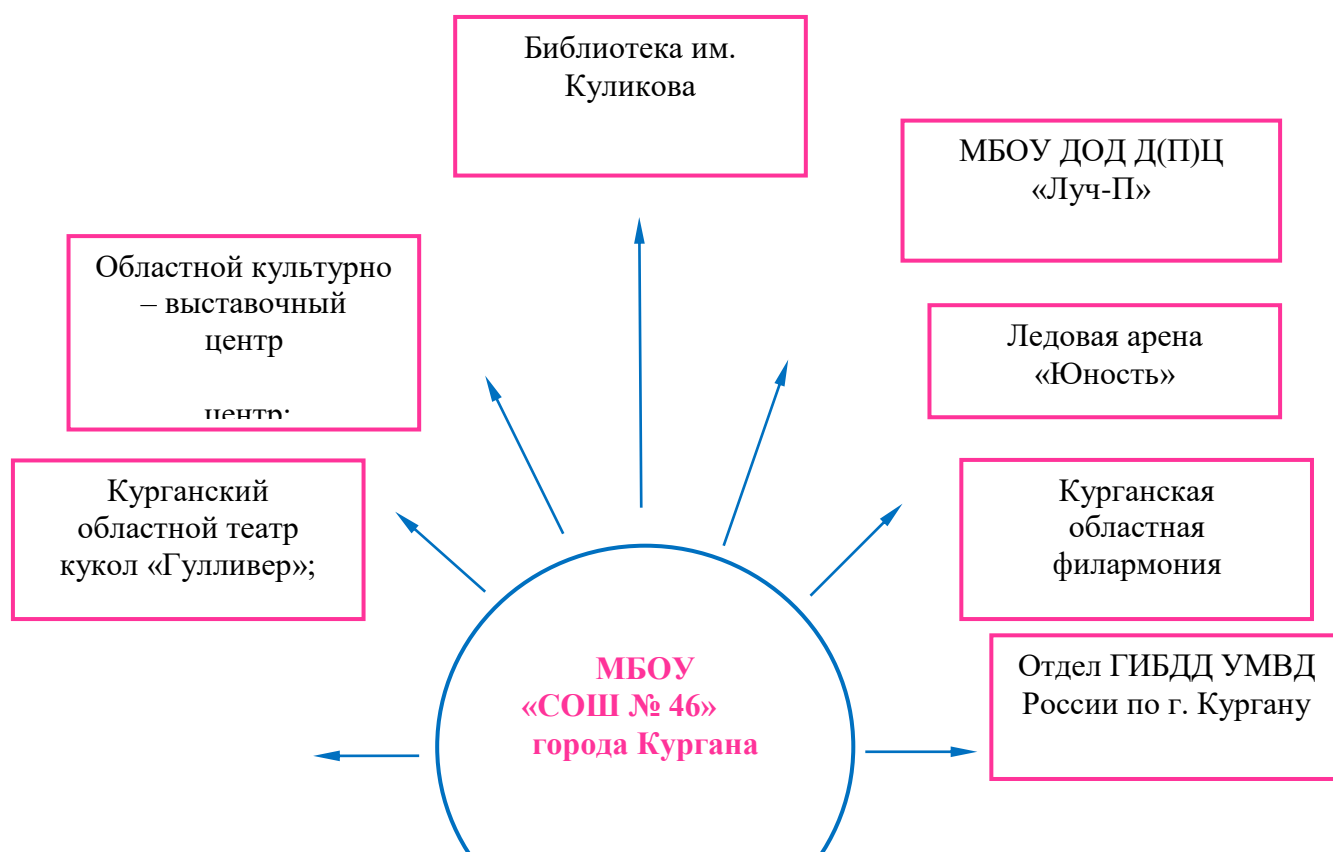 Библиотека им.
Куликова
МБОУ ДОД Д(П)Ц
«Луч-П»
Областной культурно
– выставочный
центр
центр;
Ледовая арена
«Юность»
Курганский
областной театр
кукол «Гулливер»;
Курганская
областная
филармония
МБОУ
«СОШ № 46»
города Кургана
Отдел ГИБДД УМВД
России по г. Кургану